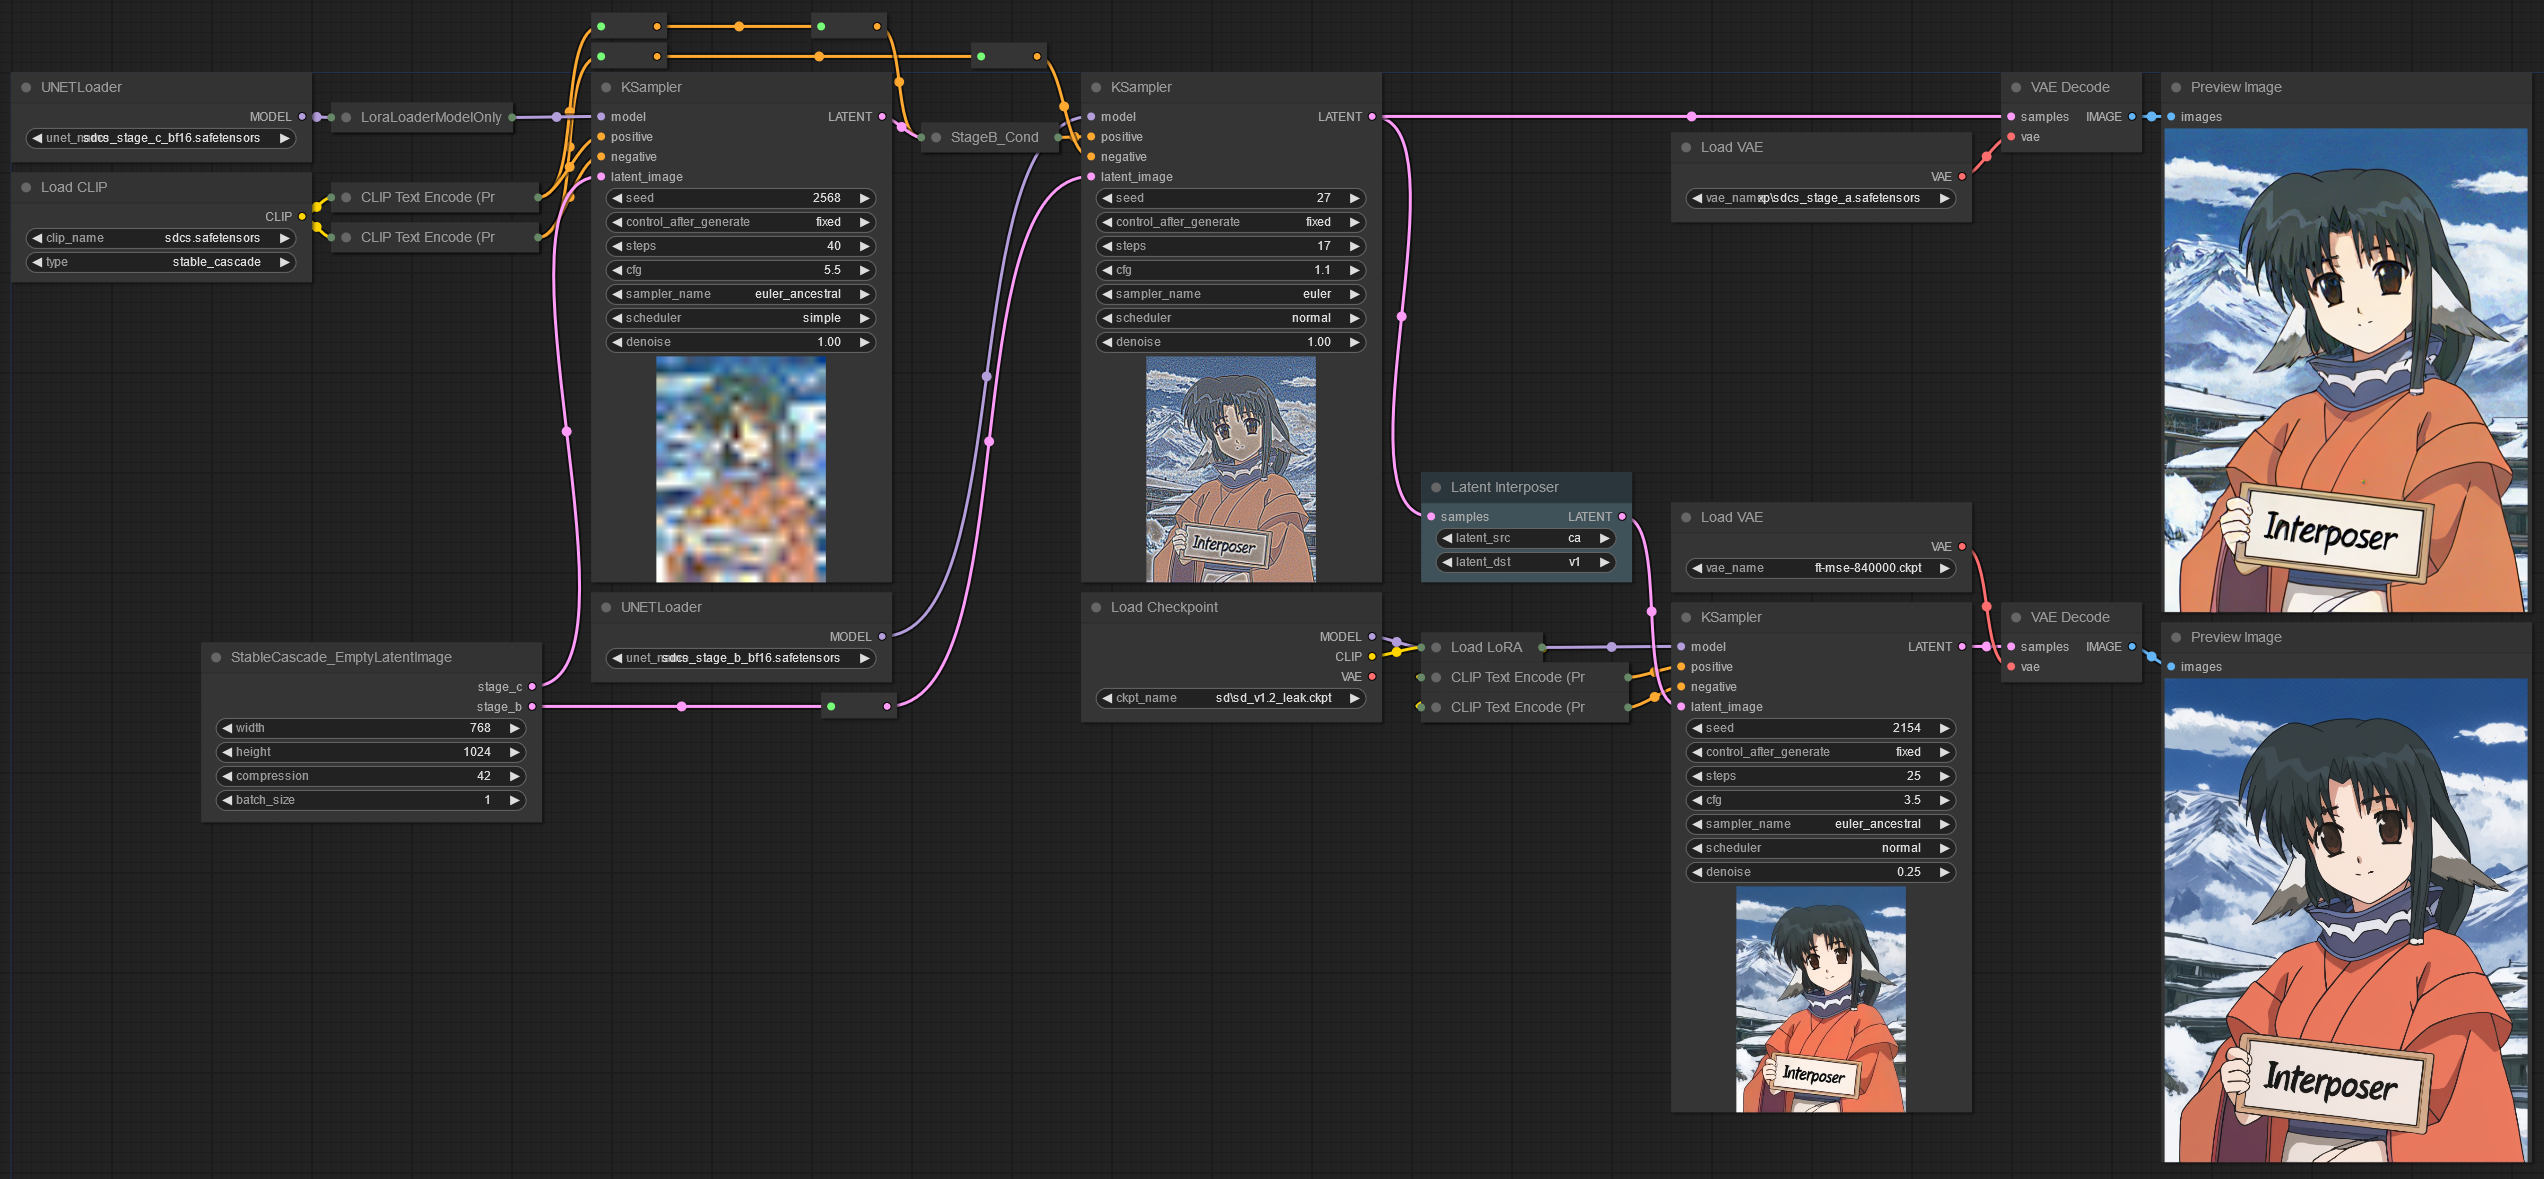 UNETLoader
MODEL
sdcs_stage_c_bf16.safetensors
LoraLoaderModelOnly
Load CLIP
CLIP
clip_name sdcs.safetensors
type stable_cascade
CLIP Text Encode (Pr
CLIP Text Encode (Pr
KSampler
model LATENT
positive
negative
latent_image
seed 2568
control_after_generate fixed
steps 40
cfg 5.5
sampler_name euler_ancestral
scheduler simple
denoise 1.00
StageB_Cond
KSampler
model LATENT
positive
negative
latent_image
seed 27
control_after_generate fixed
steps 17
cfg 1.1
sampler_name euler
scheduler normal
denoise 1.00
Interposer
UNETLoader
MODEL
sdcs_stage_b_bf16.safetensors
StableCascade_EmptyLatentImage
stage_c
stage_b
width 768
height 1024
compression 42
batch_size 1
Load Checkpoint
MODEL
CLIP
VAE
ckpt_name sd\sd_v1.2_leak.ckpt
Latent Interposer
samples LATENT
latent_src ca
latent_dst v1
Load LoRA
CLIP Text Encode (Pr
CLIP Text Encode (Pr
Load VAE
VAE
xp\sdcs_stage_a.safetensors
VAE Decode
samples IMAGE
vae
Preview Image
images
Interposer
Load VAE
VAE
vae_name ft-mse-840000.ckpt
KSampler
model LATENT
positive
negative
latent_image
seed 2154
control_after_generate fixed
steps 25
cfg 3.5
sampler_name euler_ancestral
scheduler normal
denoise 0.25
Interposer
VAE Decode
samples IMAGE
vae
Preview Image
images
Interposer